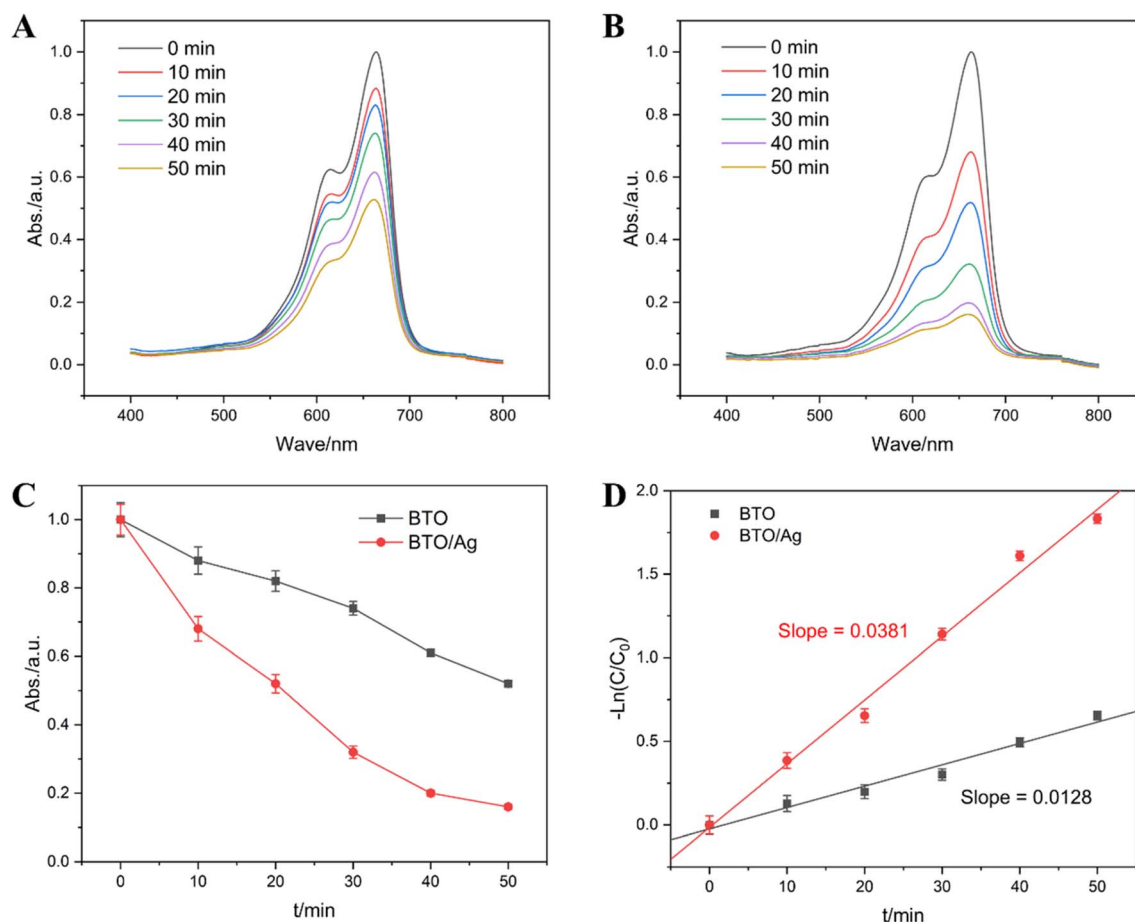 A
0 min
10 min
20 min
30 min
40 min
50 min
1.0
0.8
0.6
0.4
0.2
0.0
Abs./a.u.
400
500
600
700
800
Wave/nm
B
0 min
10 min
20 min
30 min
40 min
50 min
1.0
0.8
0.6
0.4
0.2
0.0
Abs./a.u.
400
500
600
700
800
Wave/nm
C
BTO
BTO/Ag
1.0
0.8
0.6
0.4
0.2
0.0
Abs./a.u.
0
10
20
30
40
50
t/min
D
BTO
BTO/Ag
2.0
1.5
1.0
0.5
0.0
-Ln(C/C₀)
Slope = 0.0381
Slope = 0.0128
0
10
20
30
40
50
t/min